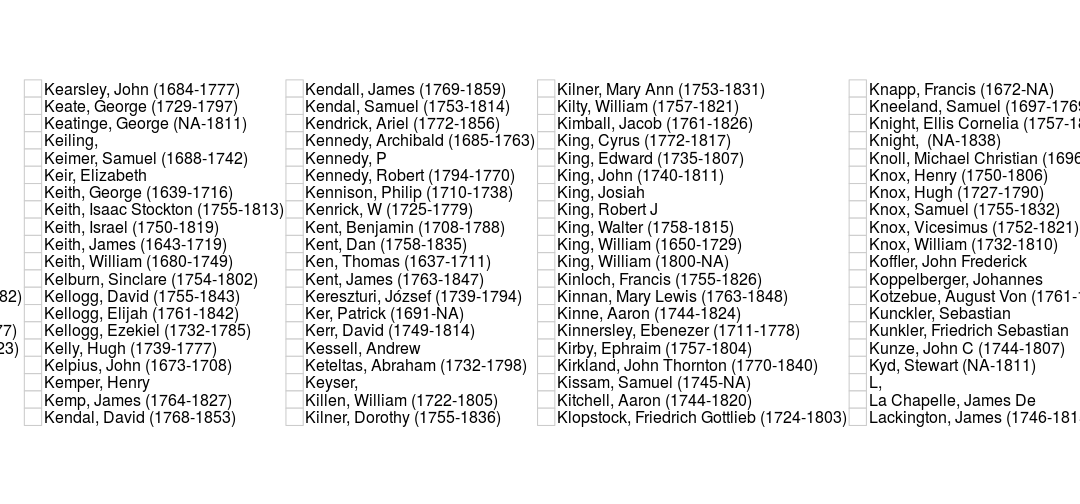 Kearsley, John (1684-1777)
Keate, George (1729-1797)
Keatinge, George (NA-1811)
Keiling,
Keimer, Samuel (1688-1742)
Keir, Elizabeth
Keith, George (1639-1716)
Keith, Isaac Stockton (1755-1813)
Keith, Israel (1750-1819)
Keith, James (1643-1719)
Keith, William (1680-1749)
Kelburn, Sinclare (1754-1802)
82)
Kellogg, David (1755-1843)
Kellogg, Elijah (1761-1842)
77)
Kellogg, Ezekiel (1732-1785)
23)
Kelly, Hugh (1739-1777)
Kelpius, John (1673-1708)
Kemper, Henry
Kemp, James (1764-1827)
Kendal, David (1768-1853)
Kendall, James (1769-1859)
Kendal, Samuel (1753-1814)
Kendrick, Ariel (1772-1856)
Kennedy, Archibald (1685-1763)
Kennedy, P
Kennedy, Robert (1794-1770)
Kennison, Philip (1710-1738)
Kenrick, W (1725-1779)
Kent, Benjamin (1708-1788)
Kent, Dan (1758-1835)
Ken, Thomas (1637-1711)
Kent, James (1763-1847)
Kereszturi, József (1739-1794)
Ker, Patrick (1691-NA)
Kerr, David (1749-1814)
Kessell, Andrew
Keteltas, Abraham (1732-1798)
Keyser,
Killen, William (1722-1805)
Kilner, Dorothy (1755-1836)
Kilner, Mary Ann (1753-1831)
Kilty, William (1757-1821)
Kimball, Jacob (1761-1826)
King, Cyrus (1772-1817)
King, Edward (1735-1807)
King, John (1740-1811)
King, Josiah
King, Robert J
King, Walter (1758-1815)
King, William (1650-1729)
King, William (1800-NA)
Kinloch, Francis (1755-1826)
Kinnan, Mary Lewis (1763-1848)
Kinne, Aaron (1744-1824)
Kinnersley, Ebenezer (1711-1778)
Kirby, Ephraim (1757-1804)
Kirkland, John Thornton (1770-1840)
Kissam, Samuel (1745-NA)
Kitchell, Aaron (1744-1820)
Klopstock, Friedrich Gottlieb (1724-1803)
Knapp, Francis (1672-NA)
Kneeland, Samuel (1697-1769
Knight, Ellis Cornelia (1757-18
Knight,  (NA-1838)
Knoll, Michael Christian (1696
Knox, Henry (1750-1806)
Knox, Hugh (1727-1790)
Knox, Samuel (1755-1832)
Knox, Vicesimus (1752-1821)
Knox, William (1732-1810)
Koffler, John Frederick
Koppelberger, Johannes
Kotzebue, August Von (1761-1
Kunckler, Sebastian
Kunkler, Friedrich Sebastian
Kunze, John C (1744-1807)
Kyd, Stewart (NA-1811)
L,
La Chapelle, James De
Lackington, James (1746-181